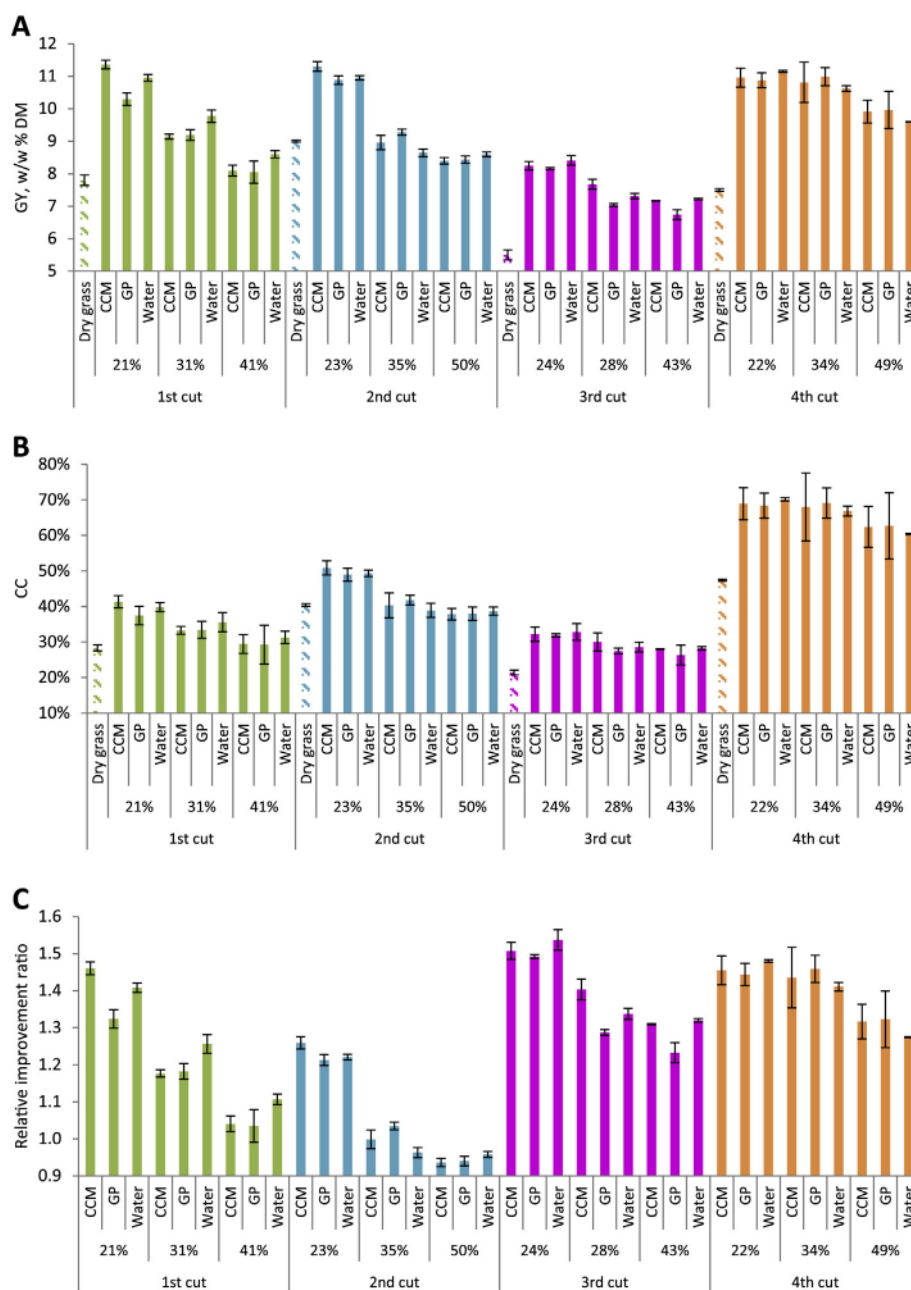 A
GY, w/w % DM
12
11
10
9
8
7
6
5
Dry grass CCM GP Water CCM GP Water CCM GP Water Dry grass CCM GP Water CCM GP Water CCM GP Water Dry grass CCM GP Water CCM GP Water CCM GP Water Dry grass CCM GP Water CCM GP Water CCM GP Water
21% 31% 41% 23% 35% 50% 24% 28% 43% 22% 34% 49%
1st cut 2nd cut 3rd cut 4th cut
B
CC
80%
70%
60%
50%
40%
30%
20%
10%
Dry grass CCM GP Water CCM GP Water CCM GP Water Dry grass CCM GP Water CCM GP Water CCM GP Water Dry grass CCM GP Water CCM GP Water CCM GP Water Dry grass CCM GP Water CCM GP Water CCM GP Water
21% 31% 41% 23% 35% 50% 24% 28% 43% 22% 34% 49%
1st cut 2nd cut 3rd cut 4th cut
C
Relative improvement ratio
1.6
1.5
1.4
1.3
1.2
1.1
1.0
0.9
CCM GP Water CCM GP Water CCM GP Water CCM GP Water CCM GP Water CCM GP Water CCM GP Water CCM GP Water CCM GP Water CCM GP Water CCM GP Water CCM GP Water
21% 31% 41% 23% 35% 50% 24% 28% 43% 22% 34% 49%
1st cut 2nd cut 3rd cut 4th cut